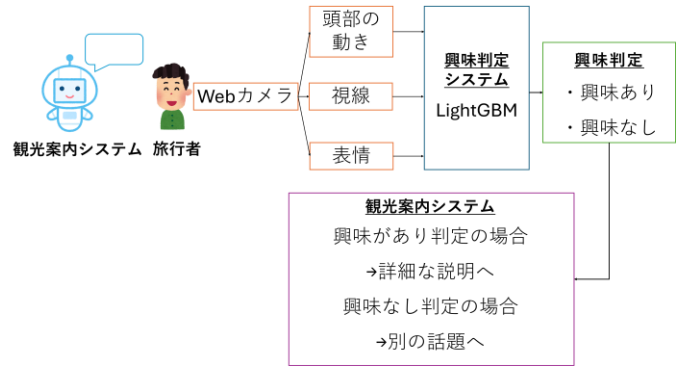 観光案内システム
旅行者
Webカメラ
頭部の
動き
視線
表情
興味判定
システム
LightGBM
興味判定
・興味あり
・興味なし
観光案内システム
興味があり判定の場合
→詳細な説明へ
興味なし判定の場合
→別の話題へ